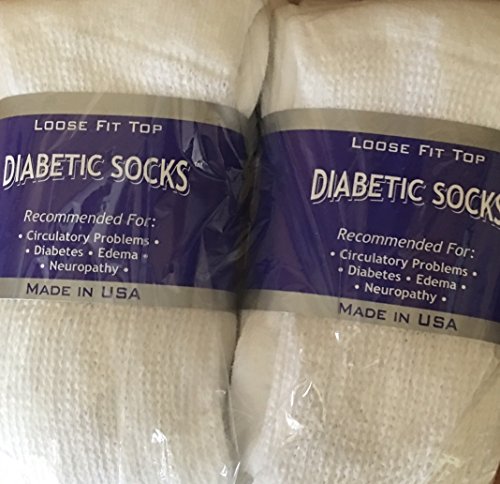 LOOSE FIT TOP
DIABETIC SOCKS
Recommended For:
• Circulatory Problems •
• Diabetes • Edema •
• Neuropathy •
MADE IN USA
LOOSE FIT TOP
DIABETIC SOCKS
Recommended For:
• Circulatory Problems •
• Diabetes • Edema •
• Neuropathy •
MADE IN USA